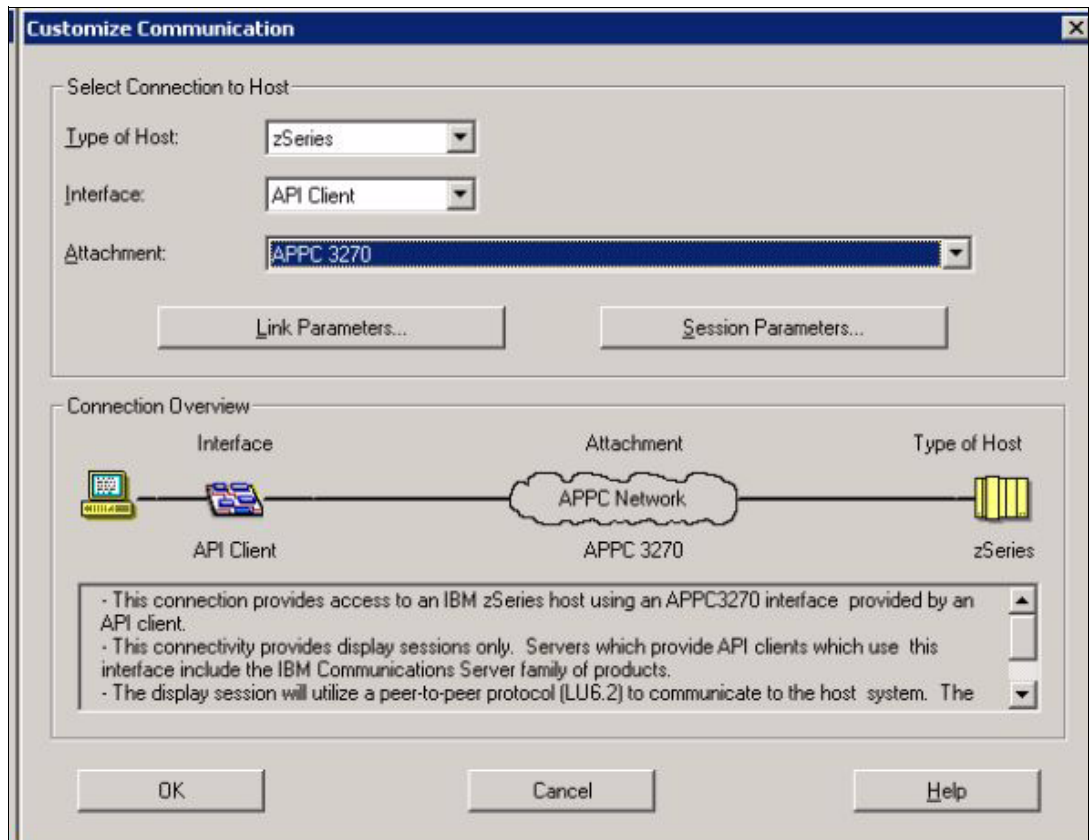 Customize Communication
Select Connection to Host
Type of Host:
zSeries
Interface:
API Client
Attachment:
APPC 3270
Link Parameters...
Session Parameters...
Connection Overview
Interface
Attachment
Type of Host
APPC Network
API Client
APPC 3270
zSeries
- This connection provides access to an IBM zSeries host using an APPC3270 interface provided by an
API client.
- This connectivity provides display sessions only. Servers which provide API clients which use this
interface include the IBM Communications Server family of products.
- The display session will utilize a peer-to-peer protocol (LU6.2) to communicate to the host system. The
OK
Cancel
Help